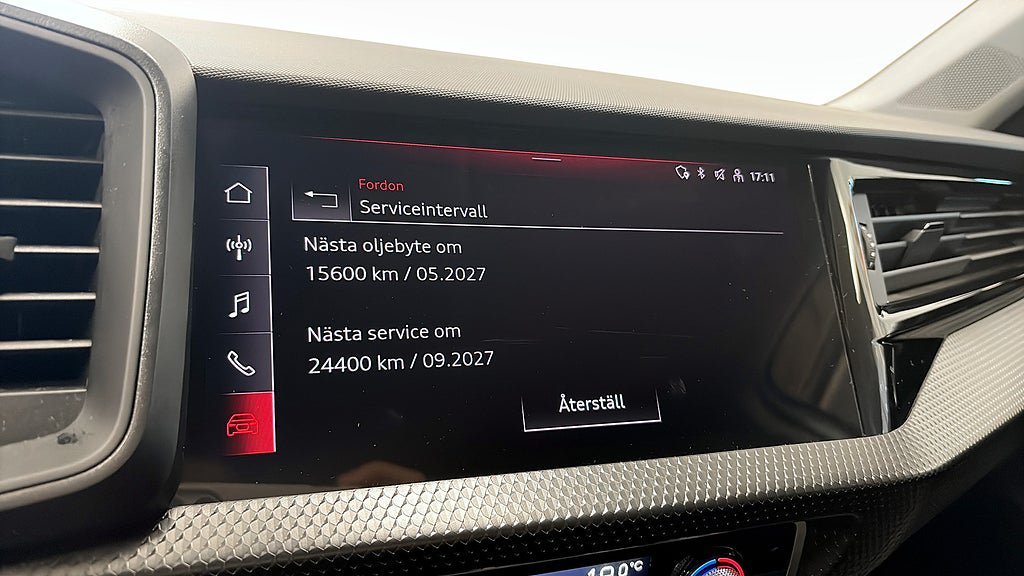 17:11
Fordon
Serviceintervall
Nästa oljebyte om
15600 km / 05.2027
Nästa service om
24400 km / 09.2027
Återställ